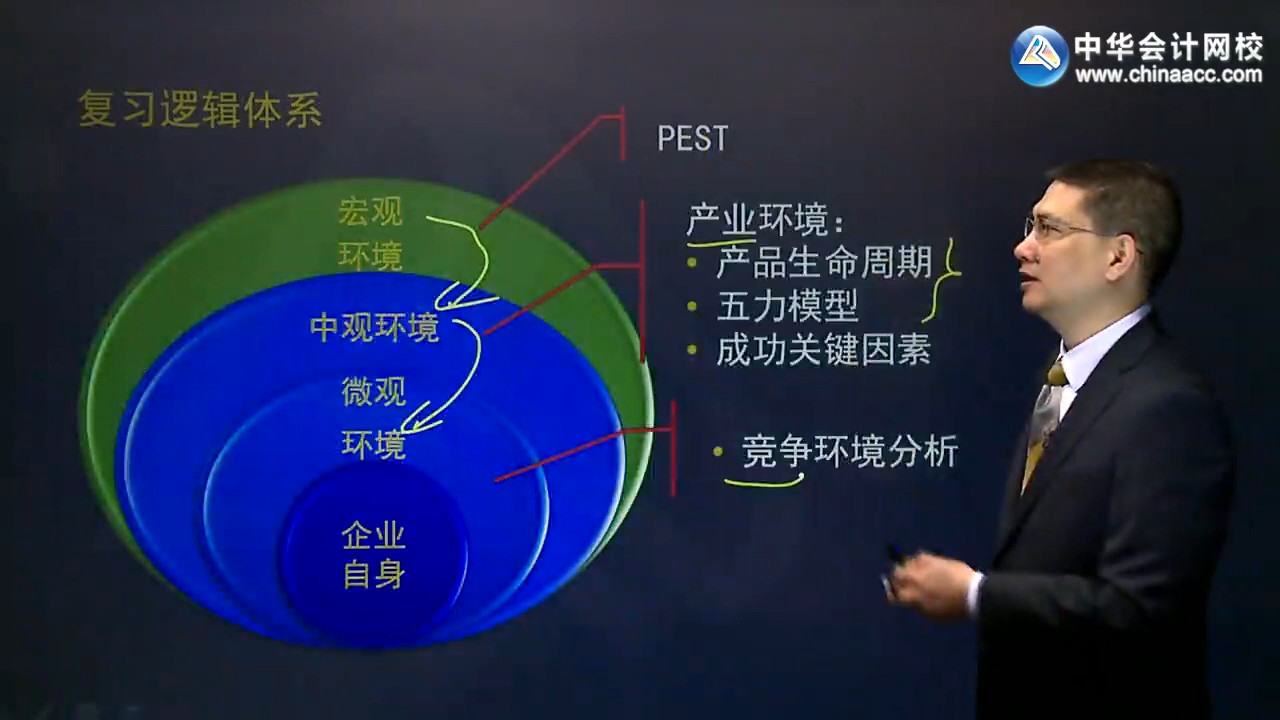 中华会计网校
www.chinaacc.com
复习逻辑体系
PEST
宏观
环境
产业环境：
• 产品生命周期
• 五力模型
• 成功关键因素
中观环境
微观
环境
• 竞争环境分析
企业
自身